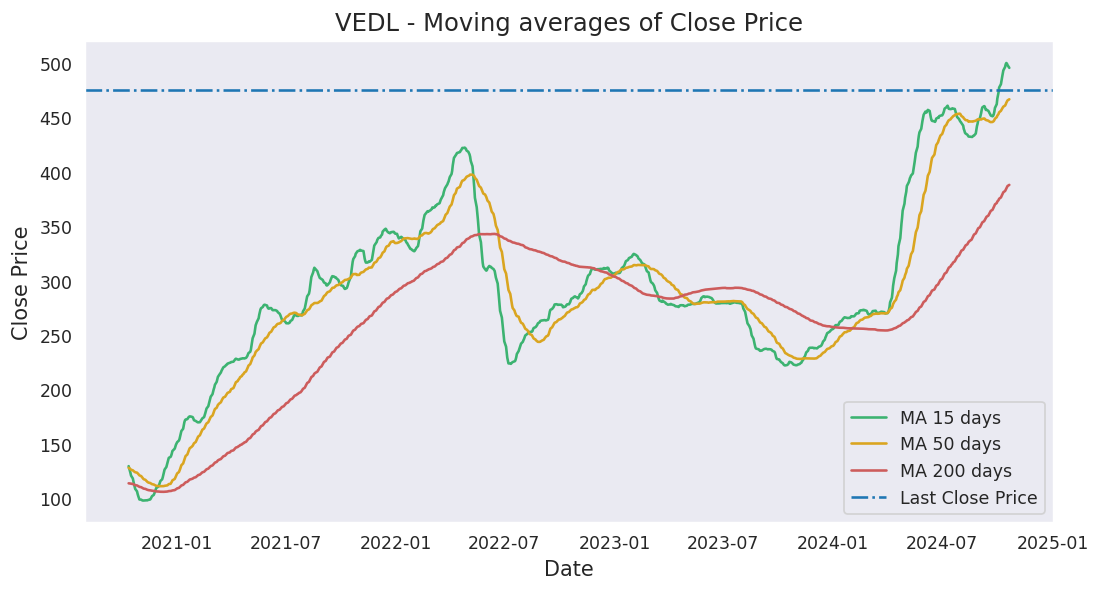 VEDL - Moving averages of Close Price
Close Price
500
450
400
350
300
250
200
150
100
2021-01 2021-07 2022-01 2022-07 2023-01 2023-07 2024-01 2024-07 2025-01
Date
MA 15 days
MA 50 days
MA 200 days
Last Close Price